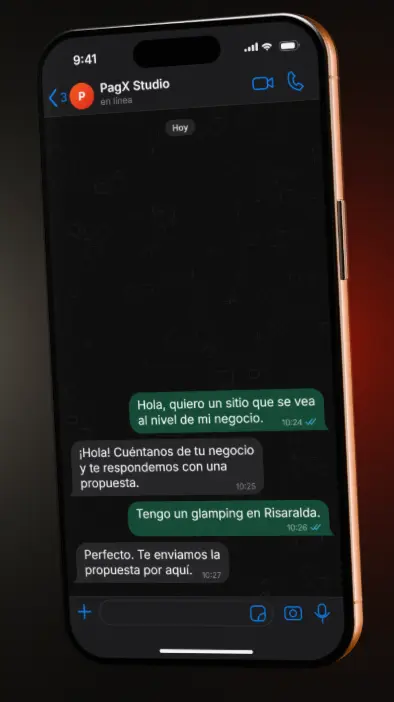 9:41
3
P
PagX Studio
en línea
Hoy
Hola, quiero un sitio que se vea
al nivel de mi negocio.
10:24
¡Hola! Cuéntanos de tu negocio
y te respondemos con una
propuesta.
10:25
Tengo un glamping en Risaralda.
10:26
Perfecto. Te enviamos la
propuesta por aquí.
10:27